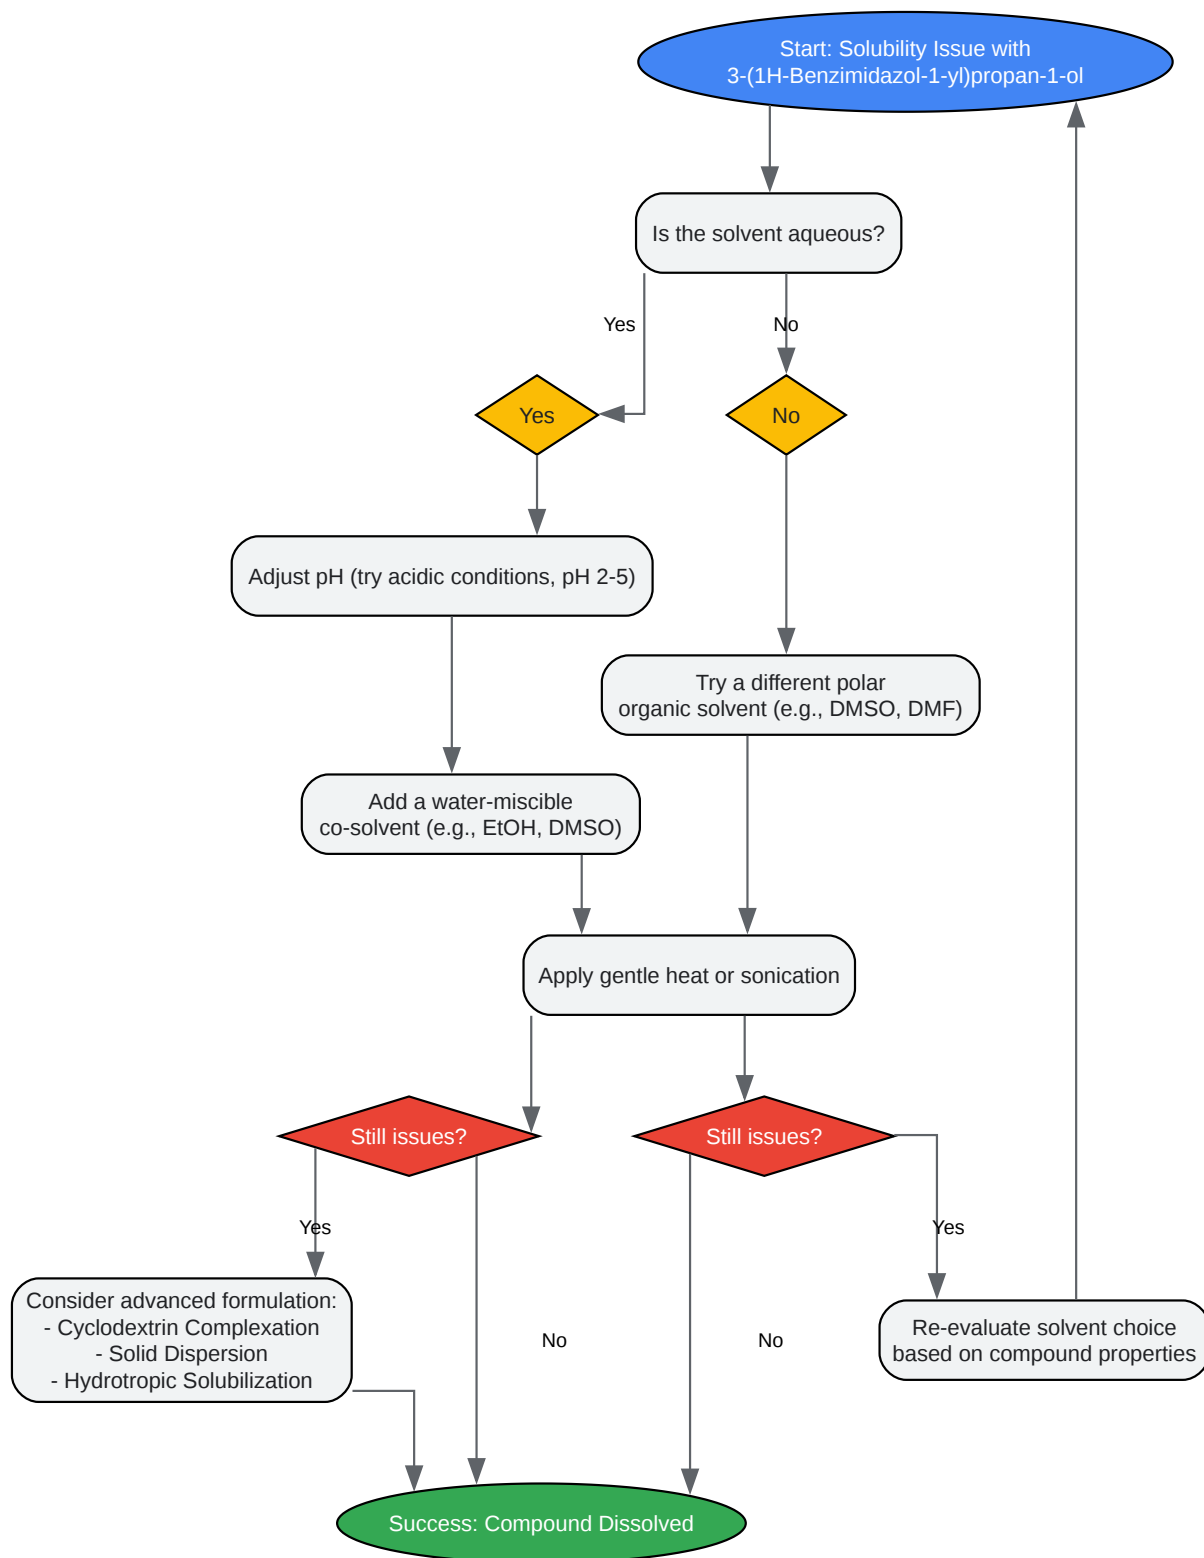 Start: Solubility Issue with
3-(1H-Benzimidazol-1-yl)propan-1-ol
Is the solvent aqueous?
Yes
No
Yes
No
Adjust pH (try acidic conditions, pH 2-5)
Try a different polar
organic solvent (e.g., DMSO, DMF)
Add a water-miscible
co-solvent (e.g., EtOH, DMSO)
Apply gentle heat or sonication
Still issues?
Still issues?
Yes
Yes
Consider advanced formulation:
- Cyclodextrin Complexation
- Solid Dispersion
- Hydrotropic Solubilization
No
No
Re-evaluate solvent choice
based on compound properties
Success: Compound Dissolved